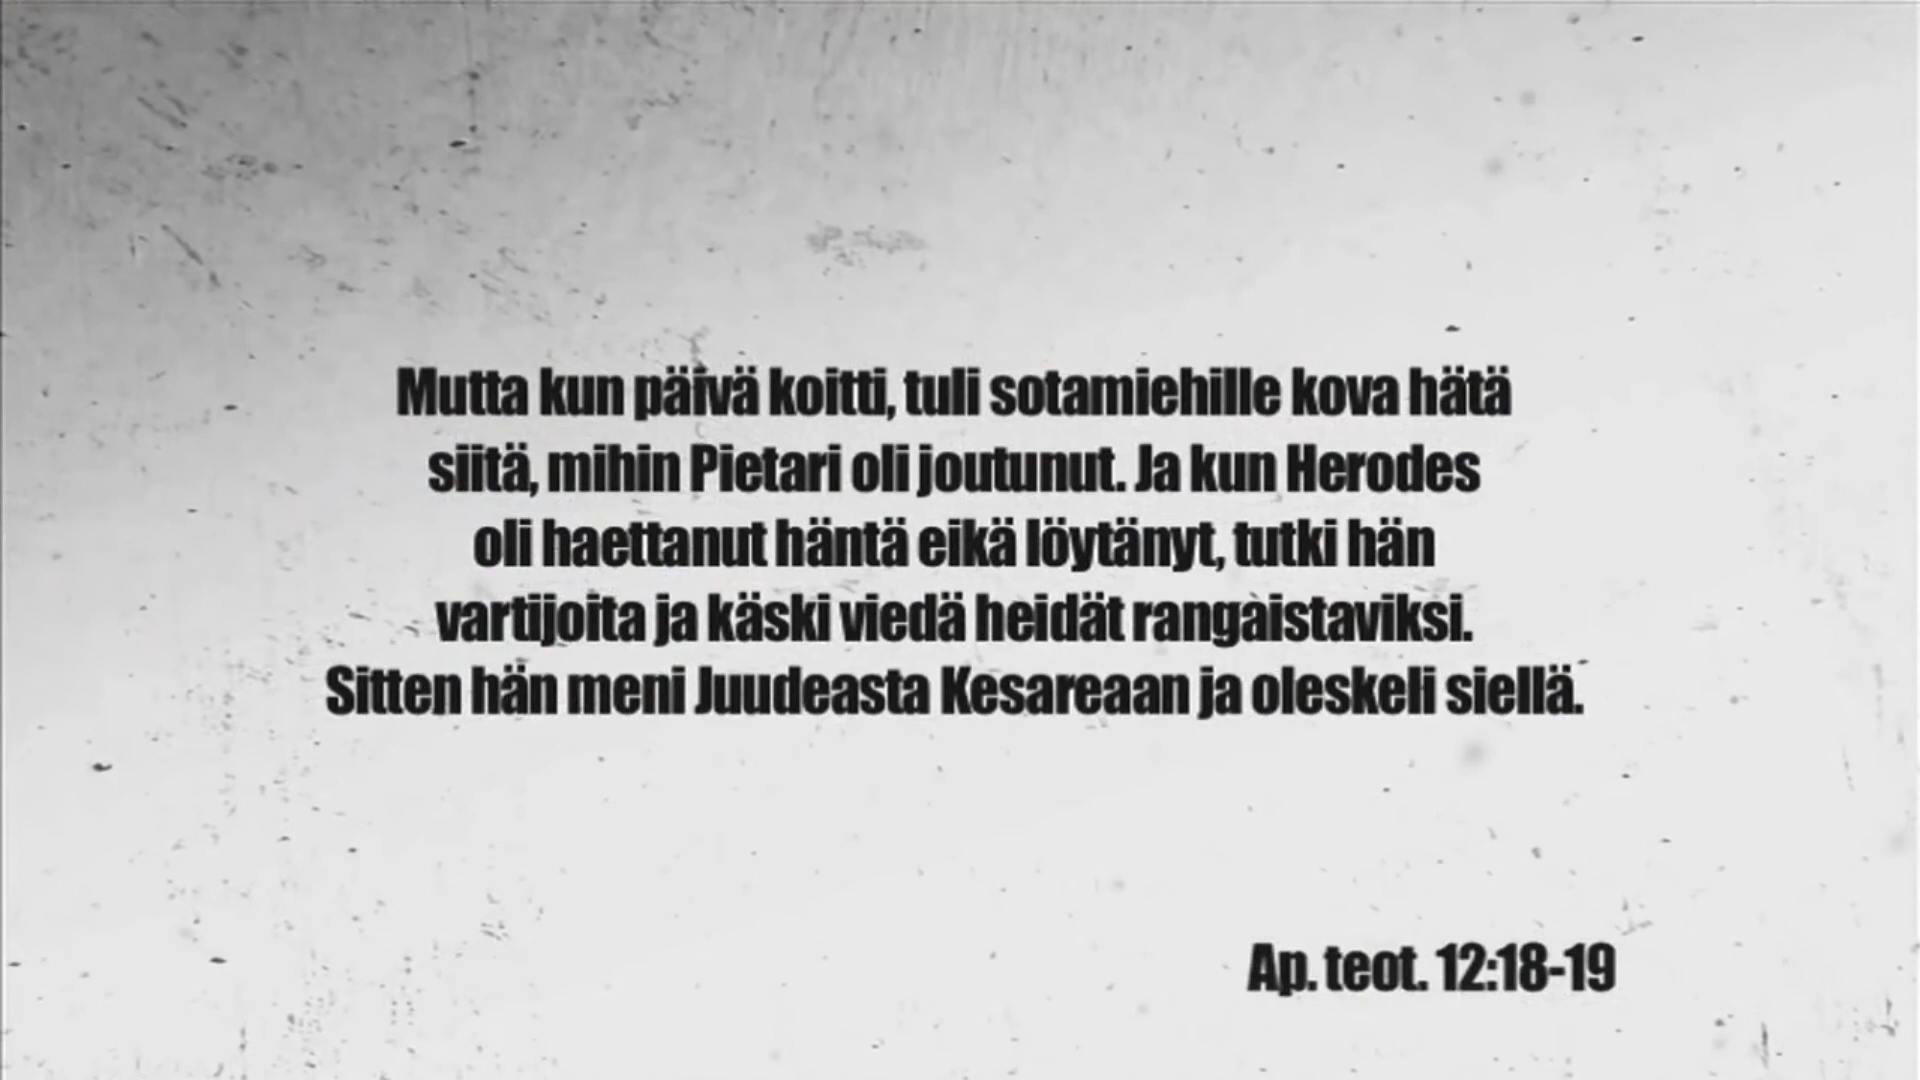 Mutta kun päivä koitti, tuli sotamiehille kova hätä
siitä, mihin Pietari oli joutunut. Ja kun Herodes
oli haettanut häntä eikä löytänyt, tutki hän
vartijoita ja käski viedä heidät rangaistaviksi.
Sitten hän meni Juudeasta Kesareaan ja oleskeli siellä.
Ap. teot. 12:18-19